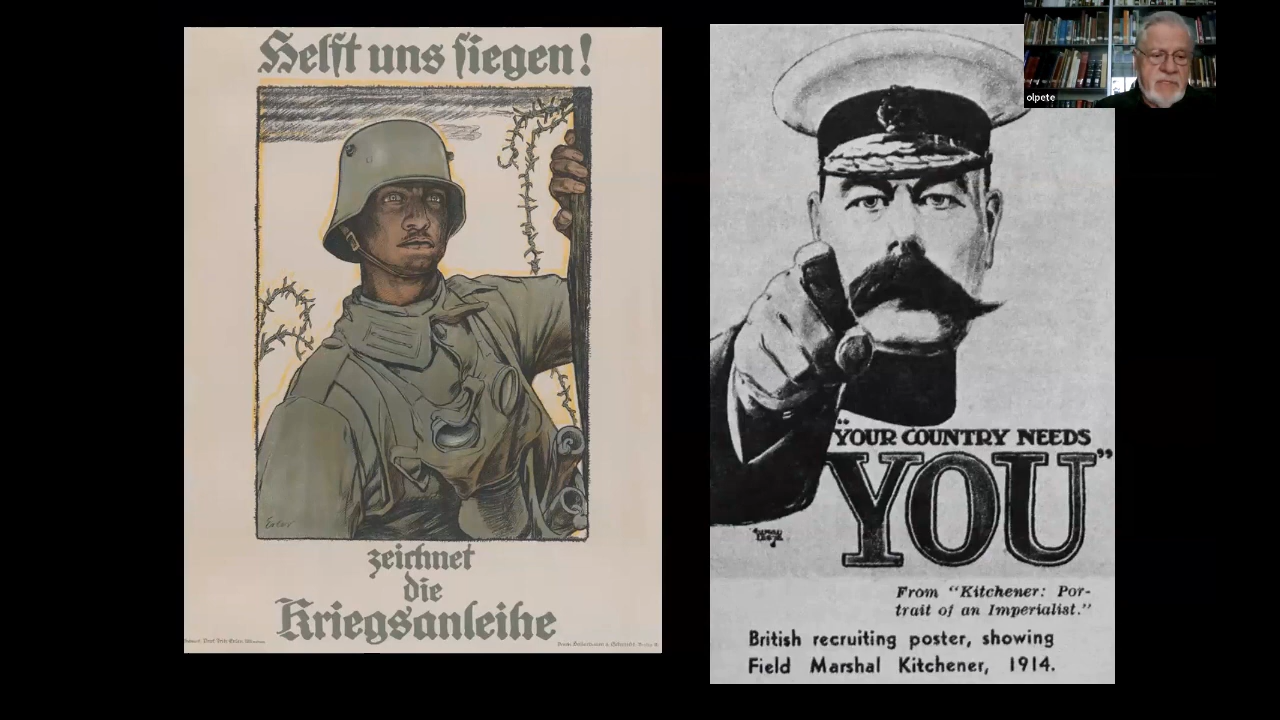 Helft uns siegen!
Erler
zeichnet
die
Kriegsanleihe
"YOUR COUNTRY NEEDS
YOU"
From "Kitchener: Por-
trait of an Imperialist."
British recruiting poster, showing
Field Marshal Kitchener, 1914.
olpete